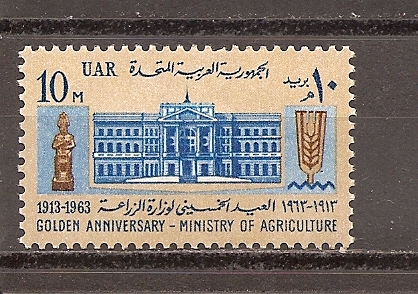 UAR الجمهورية العربية المتحدة بريد
10 M ١٠ م
1913-1963 العيد الخمسيني لوزارة الزراعة ١٩١٣-١٩٦٣
GOLDEN ANNIVERSARY - MINISTRY OF AGRICULTURE